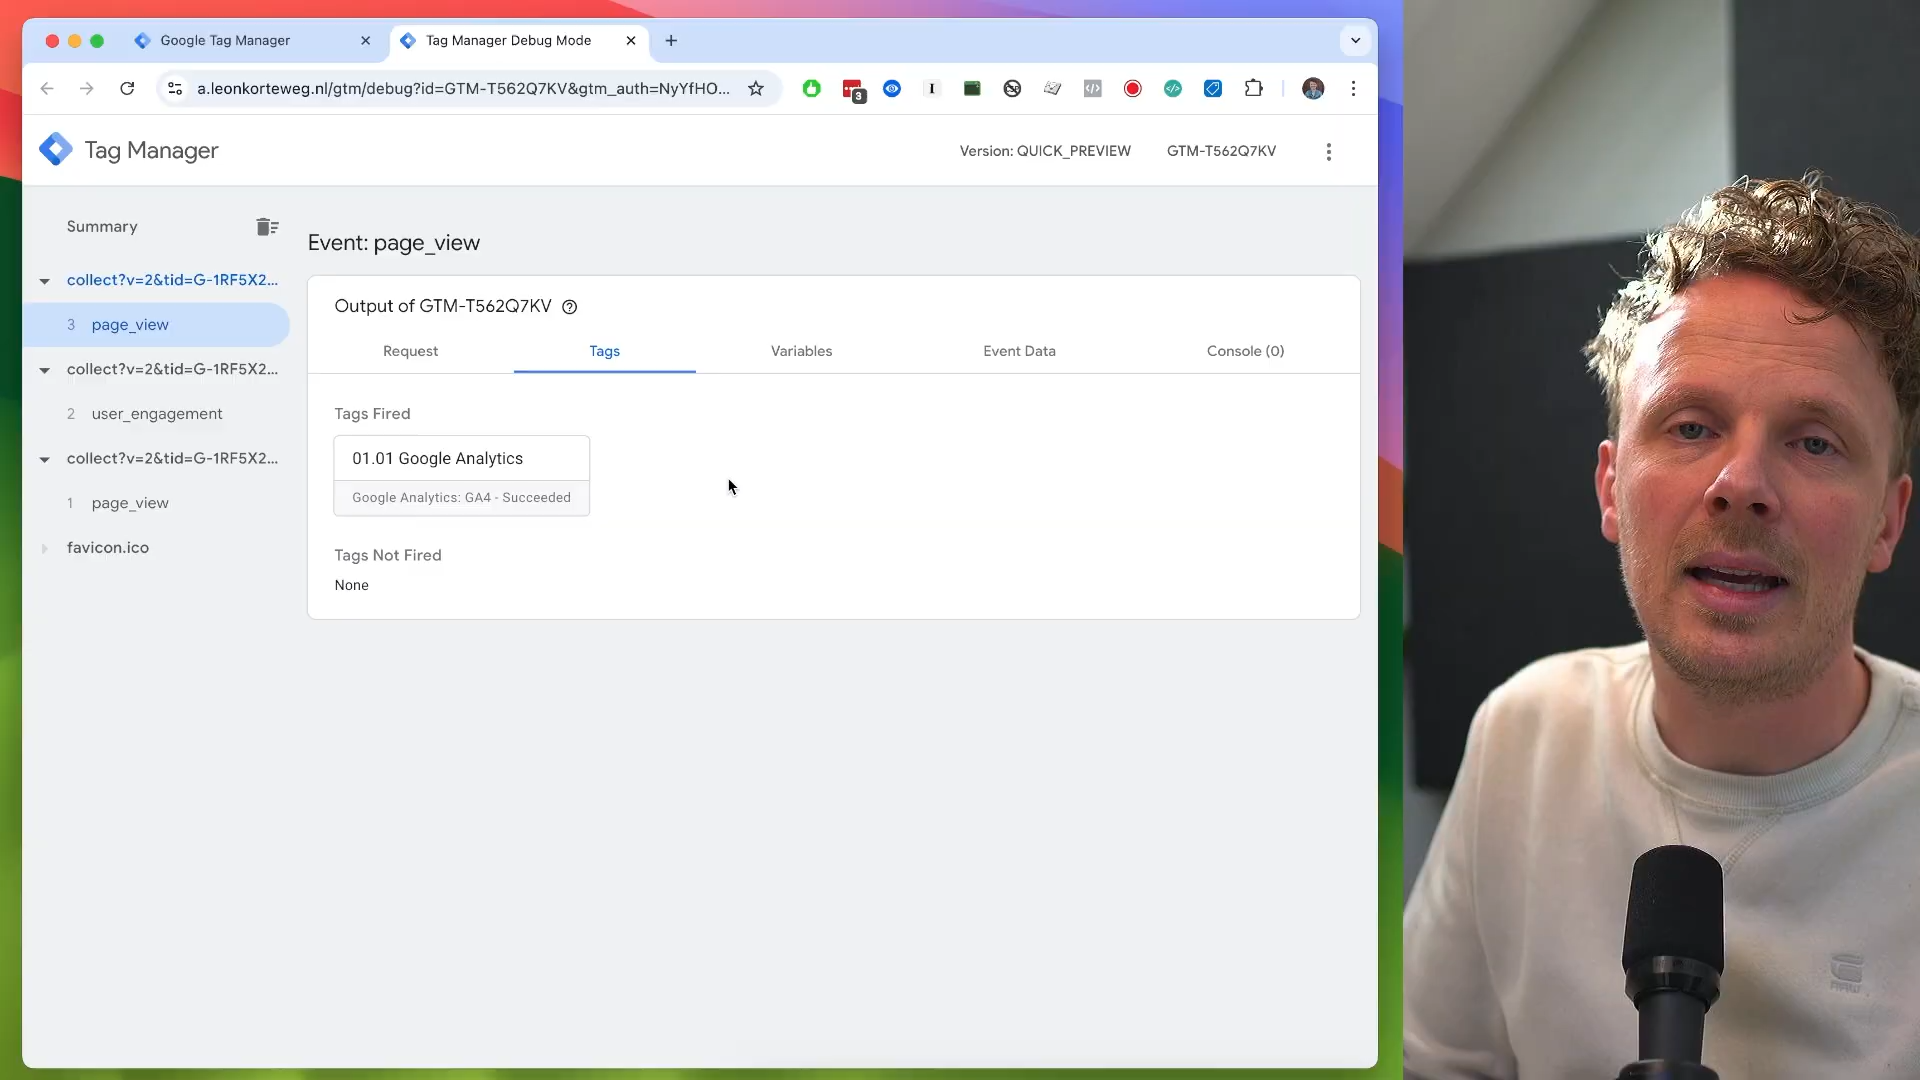 Google Tag Manager
Tag Manager Debug Mode
a.leonkorteweg.nl/gtm/debug?id=GTM-T562Q7KV&gtm_auth=NyYfHO...
3
I
Tag Manager
Version: QUICK_PREVIEW
GTM-T562Q7KV
Summary
collect?v=2&tid=G-1RF5X2...
3 page_view
collect?v=2&tid=G-1RF5X2...
2 user_engagement
collect?v=2&tid=G-1RF5X2...
1 page_view
favicon.ico
Event: page_view
Output of GTM-T562Q7KV
Request
Tags
Variables
Event Data
Console (0)
Tags Fired
01.01 Google Analytics
Google Analytics: GA4 - Succeeded
Tags Not Fired
None